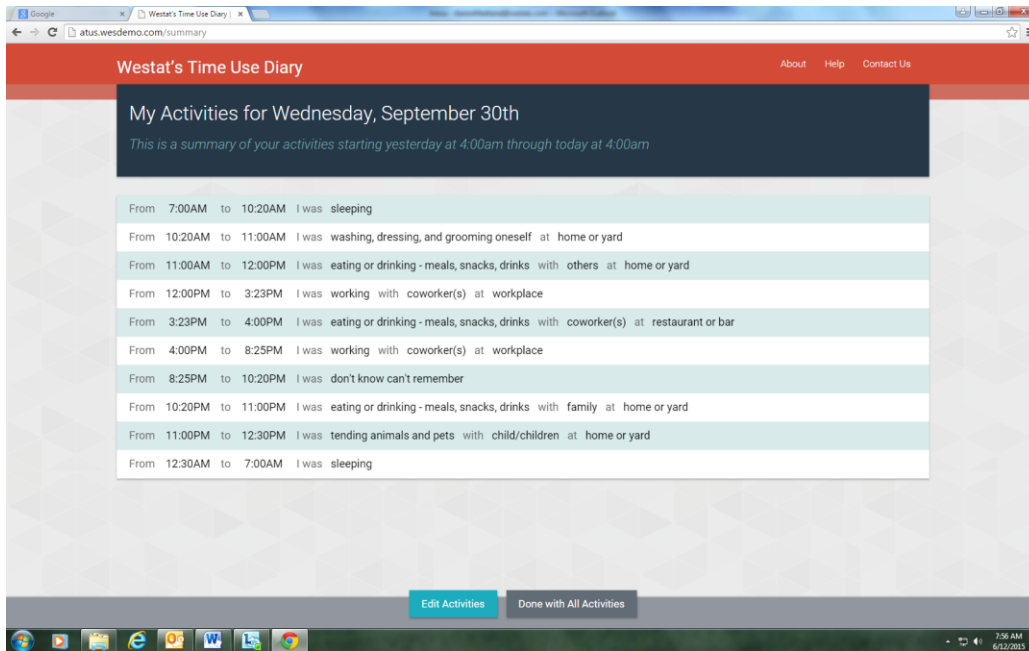 Google
Westat's Time Use Diary |
atus.wesdemo.com/summary
Westat's Time Use Diary
About Help Contact Us
My Activities for Wednesday, September 30th
This is a summary of your activities starting yesterday at 4:00am through today at 4:00am
From 7:00AM to 10:20AM I was sleeping
From 10:20AM to 11:00AM I was washing, dressing, and grooming oneself at home or yard
From 11:00AM to 12:00PM I was eating or drinking - meals, snacks, drinks with others at home or yard
From 12:00PM to 3:23PM I was working with coworker(s) at workplace
From 3:23PM to 4:00PM I was eating or drinking - meals, snacks, drinks with coworker(s) at restaurant or bar
From 4:00PM to 8:25PM I was working with coworker(s) at workplace
From 8:25PM to 10:20PM I was don't know can't remember
From 10:20PM to 11:00PM I was eating or drinking - meals, snacks, drinks with family at home or yard
From 11:00PM to 12:30PM I was tending animals and pets with child/children at home or yard
From 12:30AM to 7:00AM I was sleeping
Edit Activities Done with All Activities
7:56 AM
6/12/2015